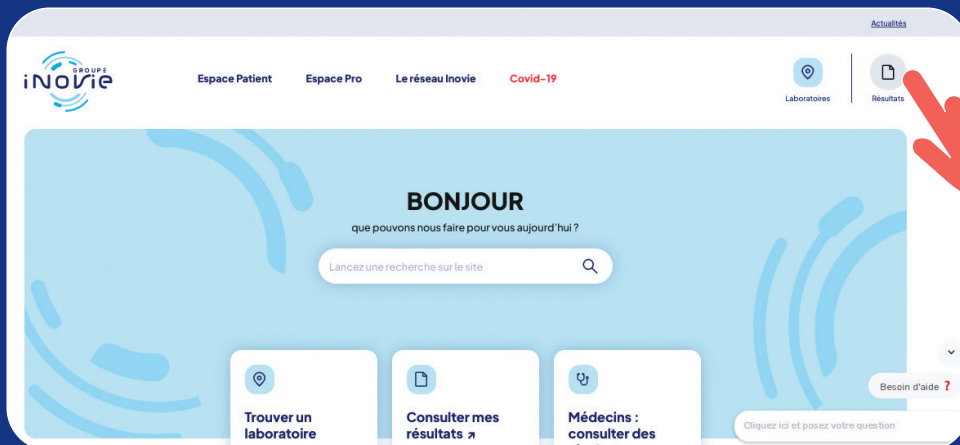 Actualités
GROUPE
iNoVie
Espace Patient Espace Pro Le réseau Inovie Covid-19
Laboratoires Résultats
BONJOUR
que pouvons nous faire pour vous aujourd'hui ?
Lancez une recherche sur le site
Trouver un
laboratoire
Consulter mes
résultats ↗
Médecins :
consulter des
Besoin d'aide ?
Cliquez ici et posez votre question